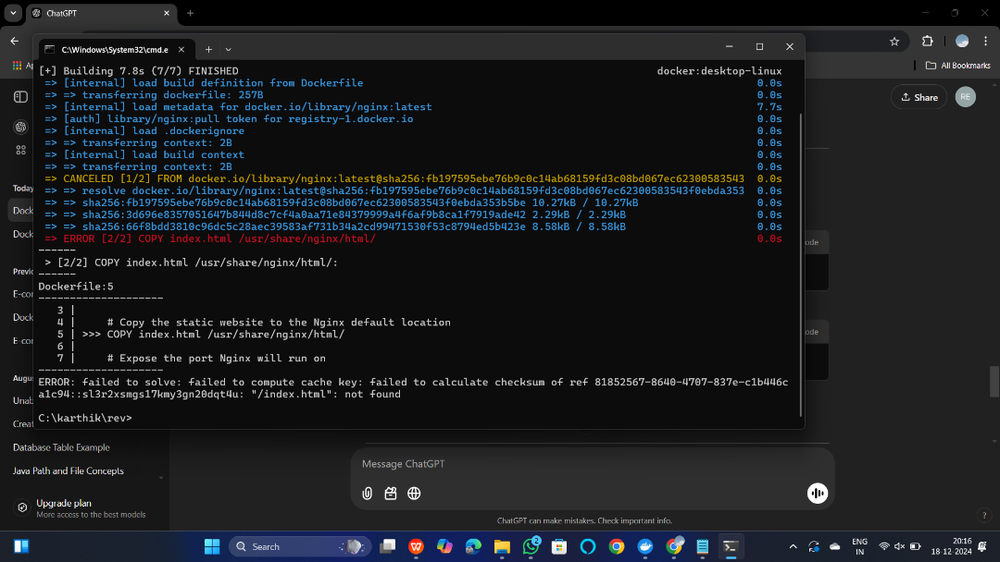 ChatGPT
C:\Windows\System32\cmd.e
All Bookmarks
[+] Building 7.8s (7/7) FINISHED docker:desktop-linux
=> [internal] load build definition from Dockerfile 0.0s
=> => transferring dockerfile: 257B 0.0s
=> [internal] load metadata for docker.io/library/nginx:latest 7.7s
=> [auth] library/nginx:pull token for registry-1.docker.io 0.0s
=> [internal] load .dockerignore 0.0s
=> => transferring context: 2B 0.0s
=> [internal] load build context 0.0s
=> => transferring context: 2B 0.0s
=> CANCELED [1/2] FROM docker.io/library/nginx:latest@sha256:fb197595ebe76b9c0c14ab68159fd3c08bd067ec62300583543 0.0s
=> => resolve docker.io/library/nginx:latest@sha256:fb197595ebe76b9c0c14ab68159fd3c08bd067ec62300583543f0ebda353 0.0s
=> => sha256:fb197595ebe76b9c0c14ab68159fd3c08bd067ec62300583543f0ebda353b5be 10.27kB / 10.27kB 0.0s
=> => sha256:3d696e8357051647b844d8c7cf4a0aa71e84379999a4f6af9b8ca1f7919ade42 2.29kB / 2.29kB 0.0s
=> => sha256:66f8bdd3810c96dc5c28aec39583af731b34a2cd99471530f53c8794ed5b423e 8.58kB / 8.58kB 0.0s
=> ERROR [2/2] COPY index.html /usr/share/nginx/html/ 0.0s
------
> [2/2] COPY index.html /usr/share/nginx/html/:
------
Dockerfile:5
--------------------
3 |
4 | # Copy the static website to the Nginx default location
5 | >>> COPY index.html /usr/share/nginx/html/
6 |
7 | # Expose the port Nginx will run on
--------------------
ERROR: failed to solve: failed to compute cache key: failed to calculate checksum of ref 81852567-8640-4707-837e-c1b446c
a1c94::sl3r2xsmgs17kmy3gn20dqt4u: "/index.html": not found
C:\karthik\rev>
Share
RE
Today
Dock
Dock
Previo
E-con
Dock
E-con
Augus
Unab
Creat
Database Table Example
Java Path and File Concepts
Upgrade plan
More access to the best models
ode
ode
Message ChatGPT
ChatGPT can make mistakes. Check important info.
?
Search
2
ENG
IN
20:16
18-12-2024